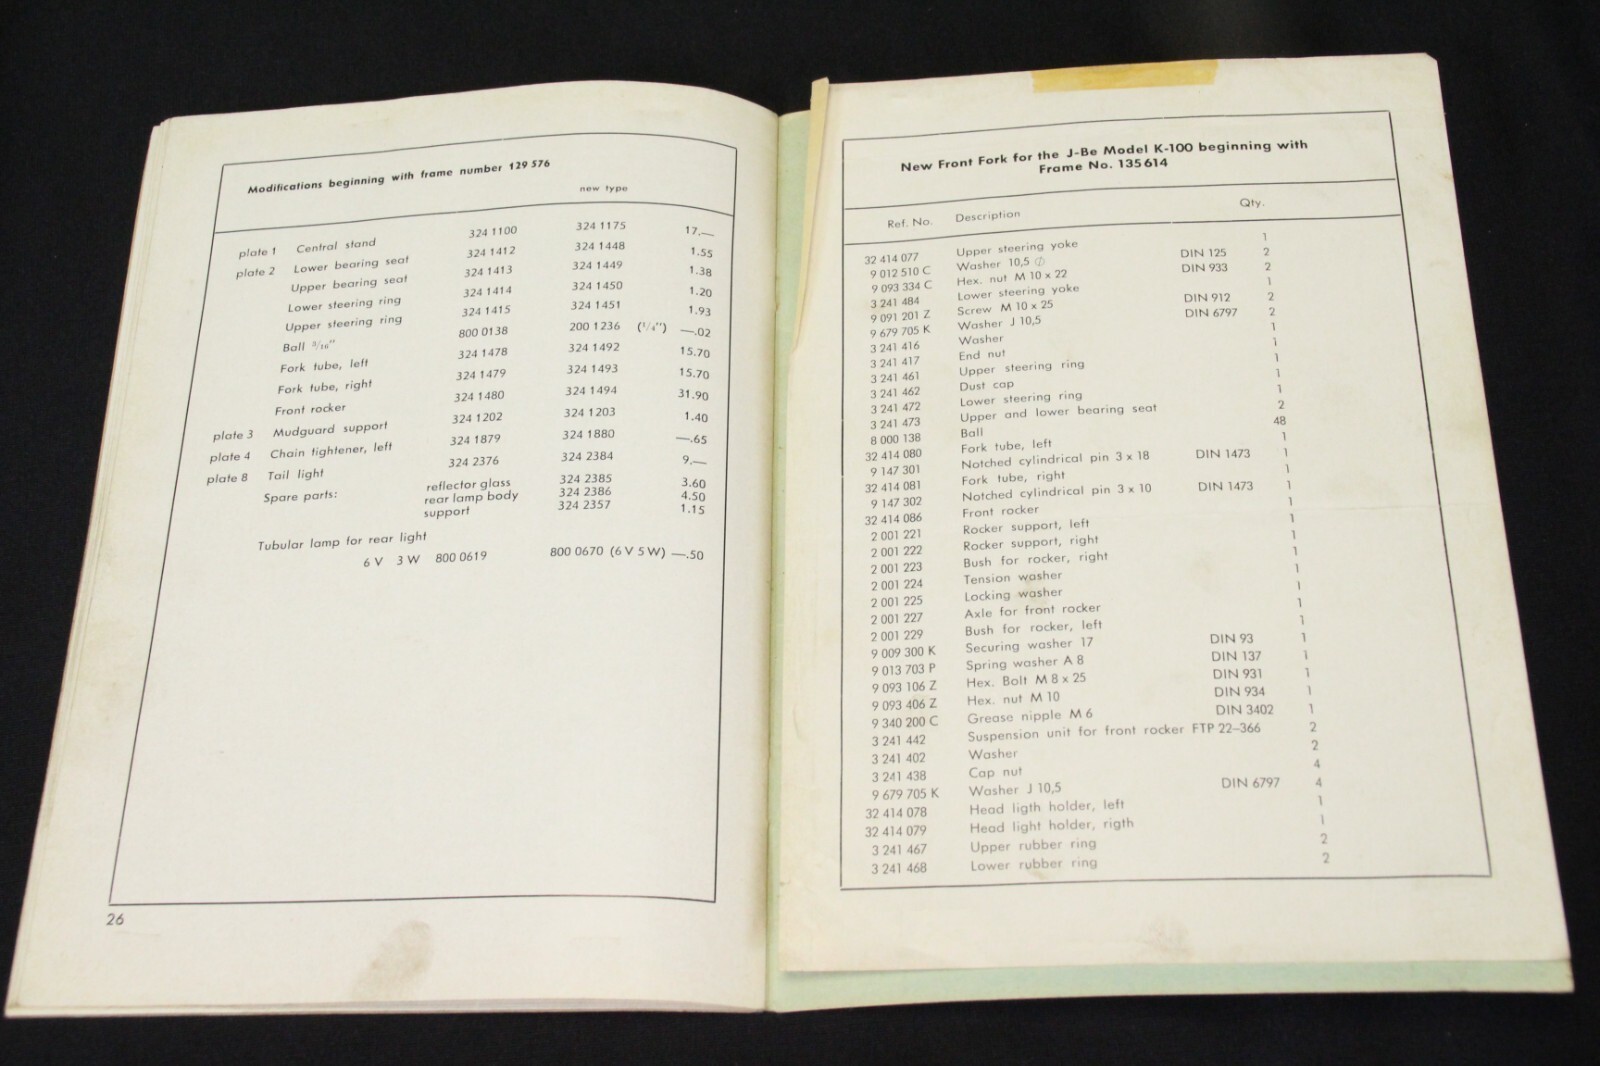 Modifications beginning with frame number 129 576
new type
plate 1 Central stand 324 1100 324 1175 17.—
plate 2 Lower bearing seat 324 1412 324 1448 1.55
Upper bearing seat 324 1413 324 1449 1.38
Lower steering ring 324 1414 324 1450 1.20
Upper steering ring 324 1415 324 1451 1.93
Ball 3/16" 800 0138 200 1236 (1/4") —.02
Fork tube, left 324 1478 324 1492 15.70
Fork tube, right 324 1479 324 1493 15.70
Front rocker 324 1480 324 1494 31.90
plate 3 Mudguard support 324 1202 324 1203 1.40
plate 4 Chain tightener, left 324 1879 324 1880 —.65
plate 8 Tail light 324 2376 324 2384 9.—
Spare parts: reflector glass 324 2385 3.60
rear lamp body 324 2386 4.50
support 324 2357 1.15
Tubular lamp for rear light
6 V 3 W 800 0619 800 0670 (6 V 5 W) —.50
26
New Front Fork for the J-Be Model K-100 beginning with
Frame No. 135 614
Ref. No. Description Qty.
32 414 077 Upper steering yoke 1
9 012 510 C Washer 10,5 ∅ DIN 125 2
9 093 334 C Hex. nut M 10 x 22 DIN 933 2
3 241 484 Lower steering yoke 1
9 091 201 Z Screw M 10 x 25 DIN 912 2
9 679 705 K Washer J 10,5 DIN 6797 2
3 241 416 Washer 1
3 241 417 End nut 1
3 241 461 Upper steering ring 1
3 241 462 Dust cap 1
3 241 472 Lower steering ring 1
3 241 473 Upper and lower bearing seat 2
8 000 138 Ball 48
32 414 080 Fork tube, left 1
9 147 301 Notched cylindrical pin 3 x 18 DIN 1473 1
32 414 081 Fork tube, right 1
9 147 302 Notched cylindrical pin 3 x 10 DIN 1473 1
32 414 086 Front rocker 1
2 001 221 Rocker support, left 1
2 001 222 Rocker support, right 1
2 001 223 Bush for rocker, right 1
2 001 224 Tension washer 1
2 001 225 Locking washer 1
2 001 227 Axle for front rocker 1
2 001 229 Bush for rocker, left 1
9 009 300 K Securing washer 17 DIN 93 1
9 013 703 P Spring washer A 8 DIN 137 1
9 093 106 Z Hex. Bolt M 8 x 25 DIN 931 1
9 093 406 Z Hex. nut M 10 DIN 934 1
9 340 200 C Grease nipple M 6 DIN 3402 1
3 241 442 Suspension unit for front rocker FTP 22–366 2
3 241 402 Washer 2
3 241 438 Cap nut 4
9 679 705 K Washer J 10,5 DIN 6797 4
32 414 078 Head ligth holder, left 1
32 414 079 Head light holder, rigth 1
3 241 467 Upper rubber ring 2
3 241 468 Lower rubber ring 2